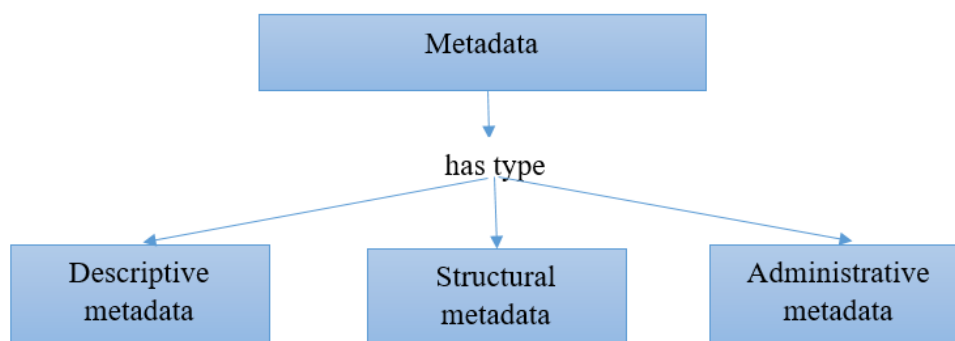 Metadata
has type
Descriptive
metadata
Structural
metadata
Administrative
metadata